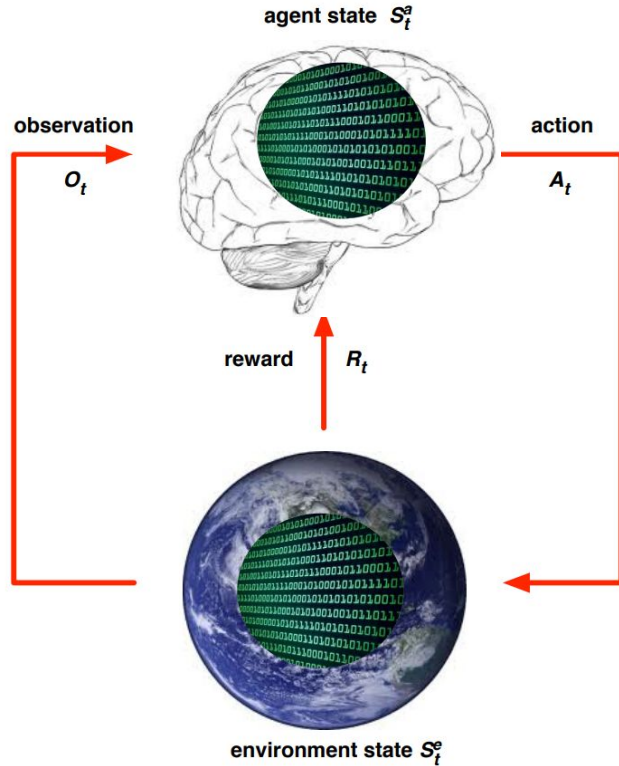 agent state S_t^a
observation
action
O_t
A_t
reward R_t
environment state S_t^e